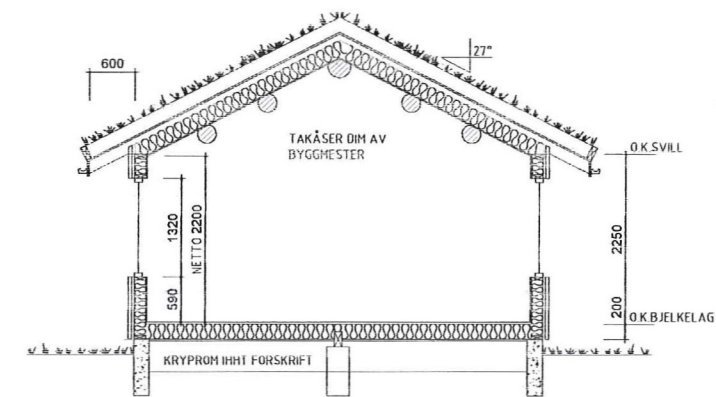 27°
600
TAKÅSER DIM AV
BYGGMESTER
O.K.SVILL
1320
NETTO 2200
2250
590
200
O.K.BJELKELAG
KRYPROM IHHT FORSKRIFT